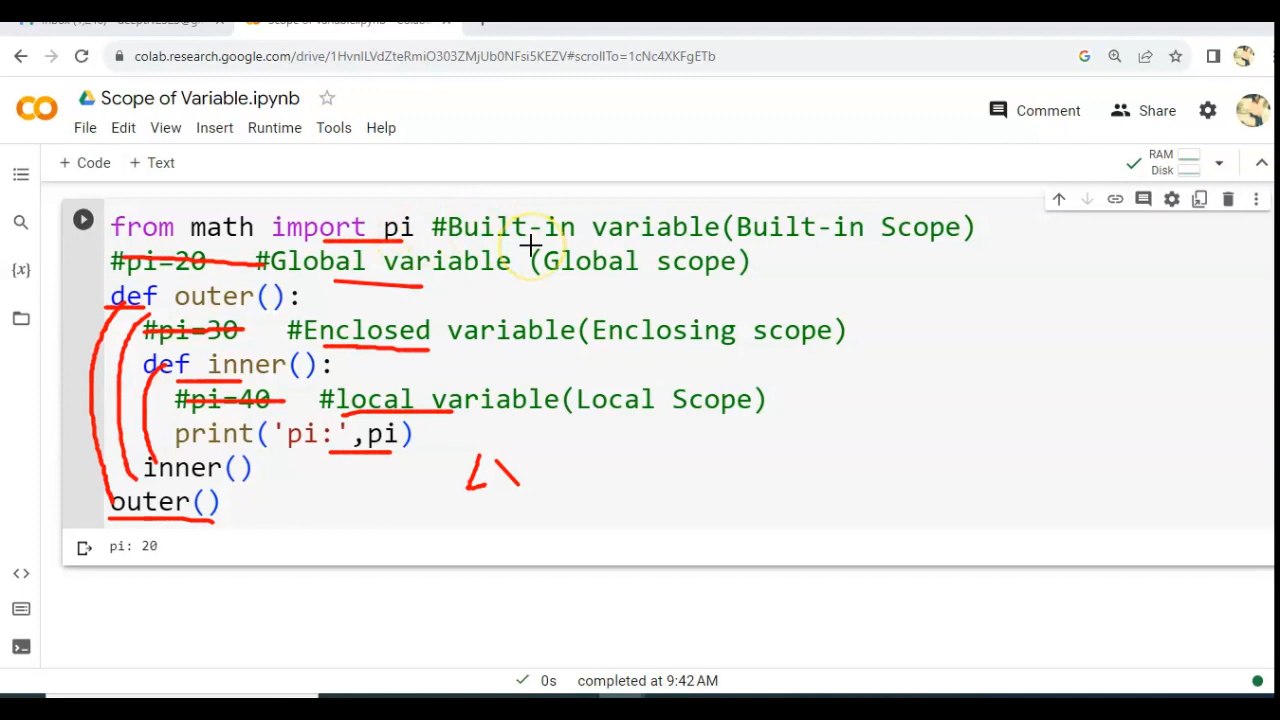 colab.research.google.com/drive/1HvnILVdZteRmiO303ZMjUb0NFsi5KEZV#scrollTo=1cNc4XKFgETb
Scope of Variable.ipynb
Comment Share
File Edit View Insert Runtime Tools Help
+ Code + Text
RAM
Disk
from math import pi #Built-in variable(Built-in Scope)
#pi=20 #Global variable (Global scope)
def outer():
#pi=30 #Enclosed variable(Enclosing scope)
def inner():
#pi=40 #local variable(Local Scope)
print('pi:',pi)
inner()
outer()
pi: 20
0s completed at 9:42 AM